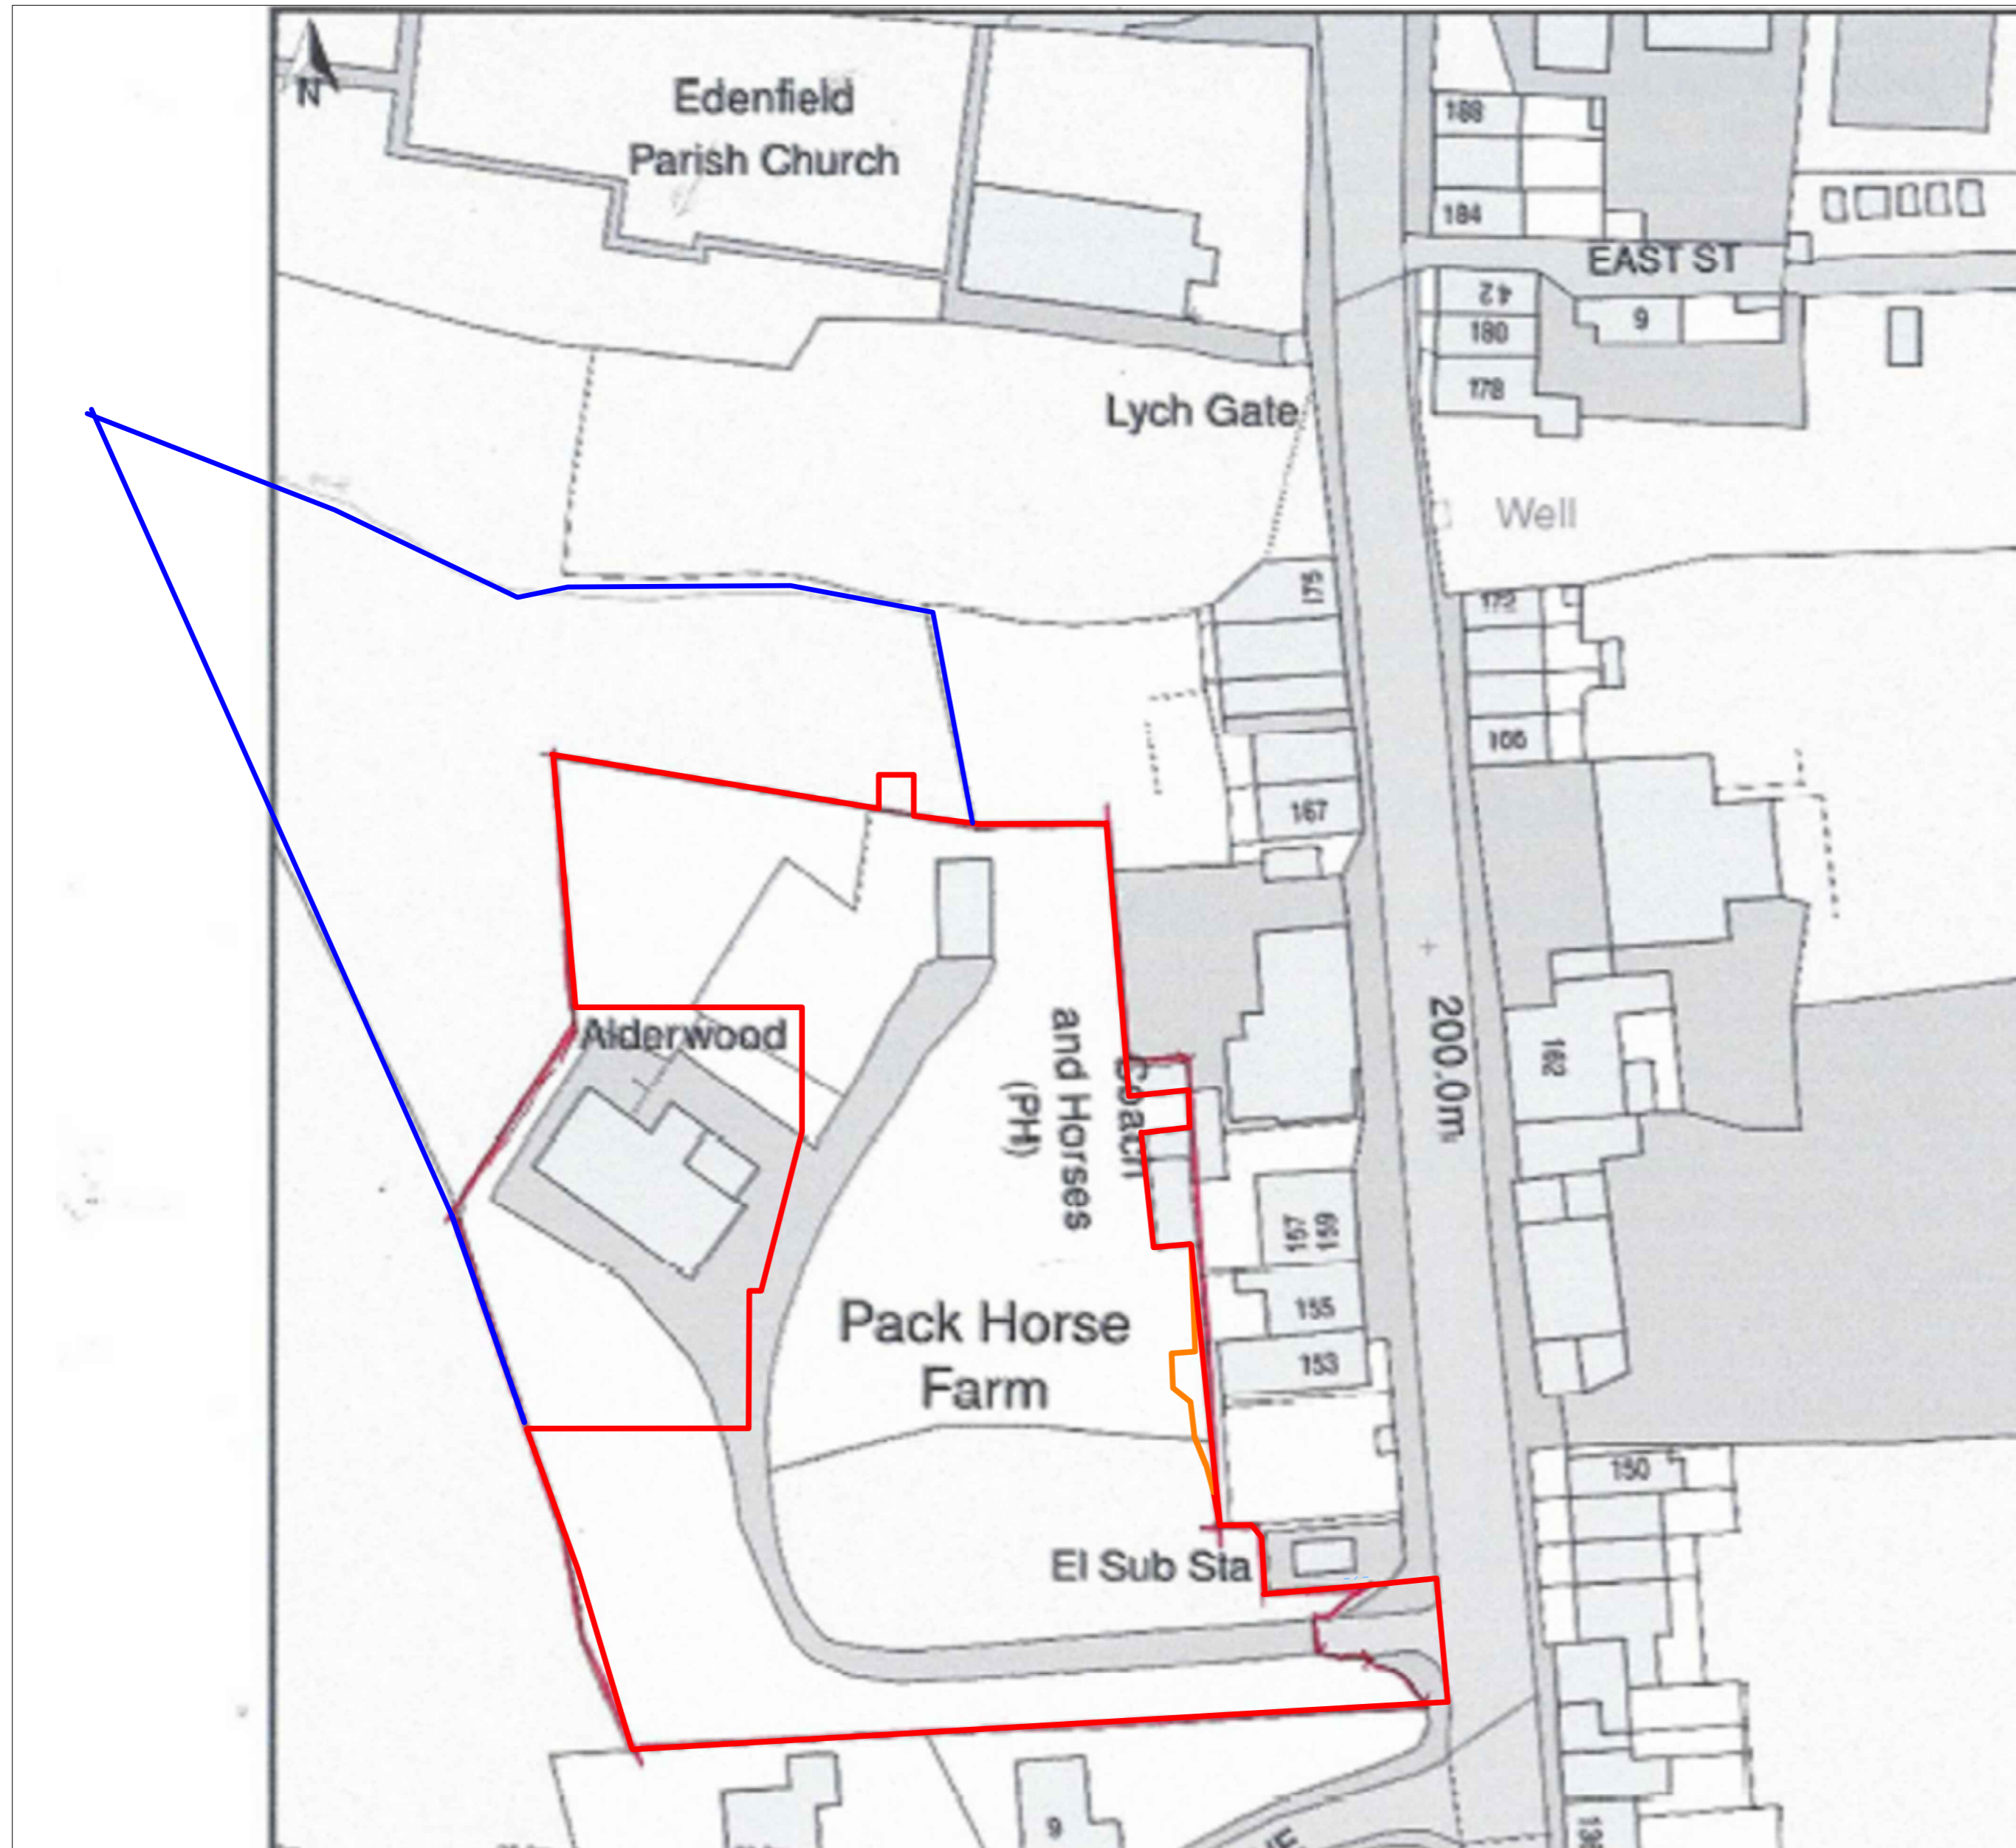 N
Edenfield
Parish Church
188
184
EAST ST
42
180
6
178
Lych Gate
Well
175
172
166
167
Alderwood
Coach
and Horses
(PH)
200.0m
162
157
159
Pack Horse
Farm
155
153
150
El Sub Sta
9